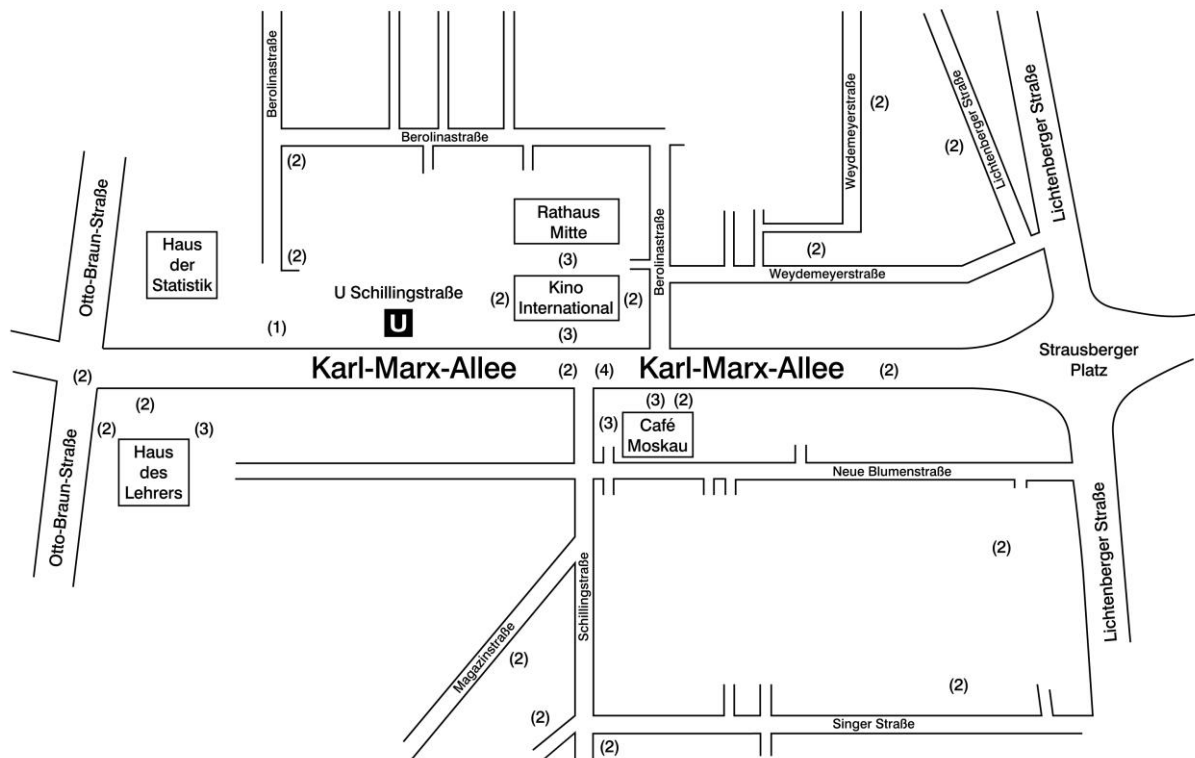 Berolinastraße
Weydemeyerstraße
(2)
Lichtenberger Straße
(2)
Lichtenberger Straße
Otto-Braun-Straße
Berolinastraße
(2)
Haus
der
Statistik
(2)
Rathaus
Mitte
(3)
Berolinastraße
(2)
Weydemeyerstraße
U Schillingstraße
U
(2)
Kino
International
(2)
(1)
(3)
Strausberger
Platz
(2)
Karl-Marx-Allee
(2)
(4)
Karl-Marx-Allee
(2)
(2)
(3)
(2)
(2)
(3)
(3)
Café
Moskau
Haus
des
Lehrers
Otto-Braun-Straße
Neue Blumenstraße
Schillingstraße
(2)
Lichtenberger Straße
Magazinstraße
(2)
(2)
(2)
Singer Straße
(2)